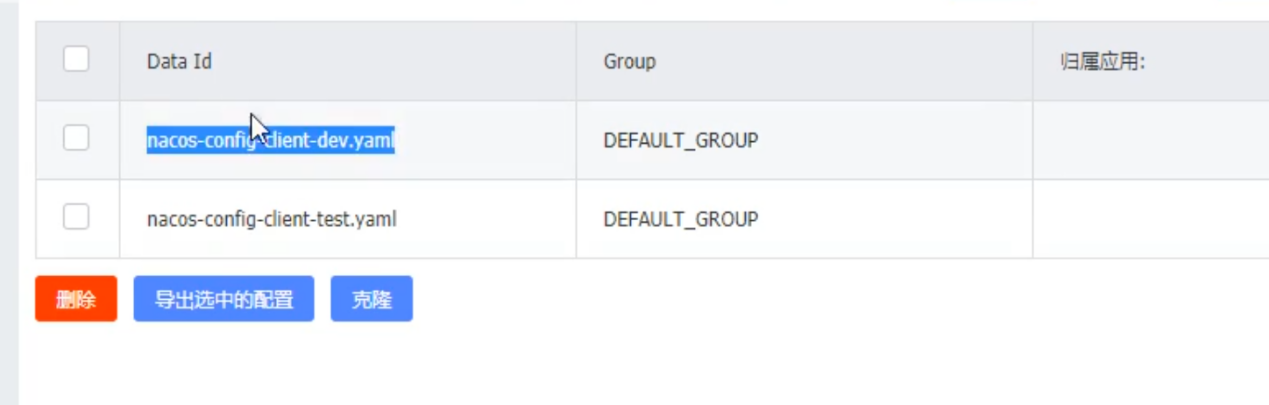 Data Id Group 归属应用:
nacos-config-client-dev.yaml DEFAULT_GROUP
nacos-config-client-test.yaml DEFAULT_GROUP
删除 导出选中的配置 克隆